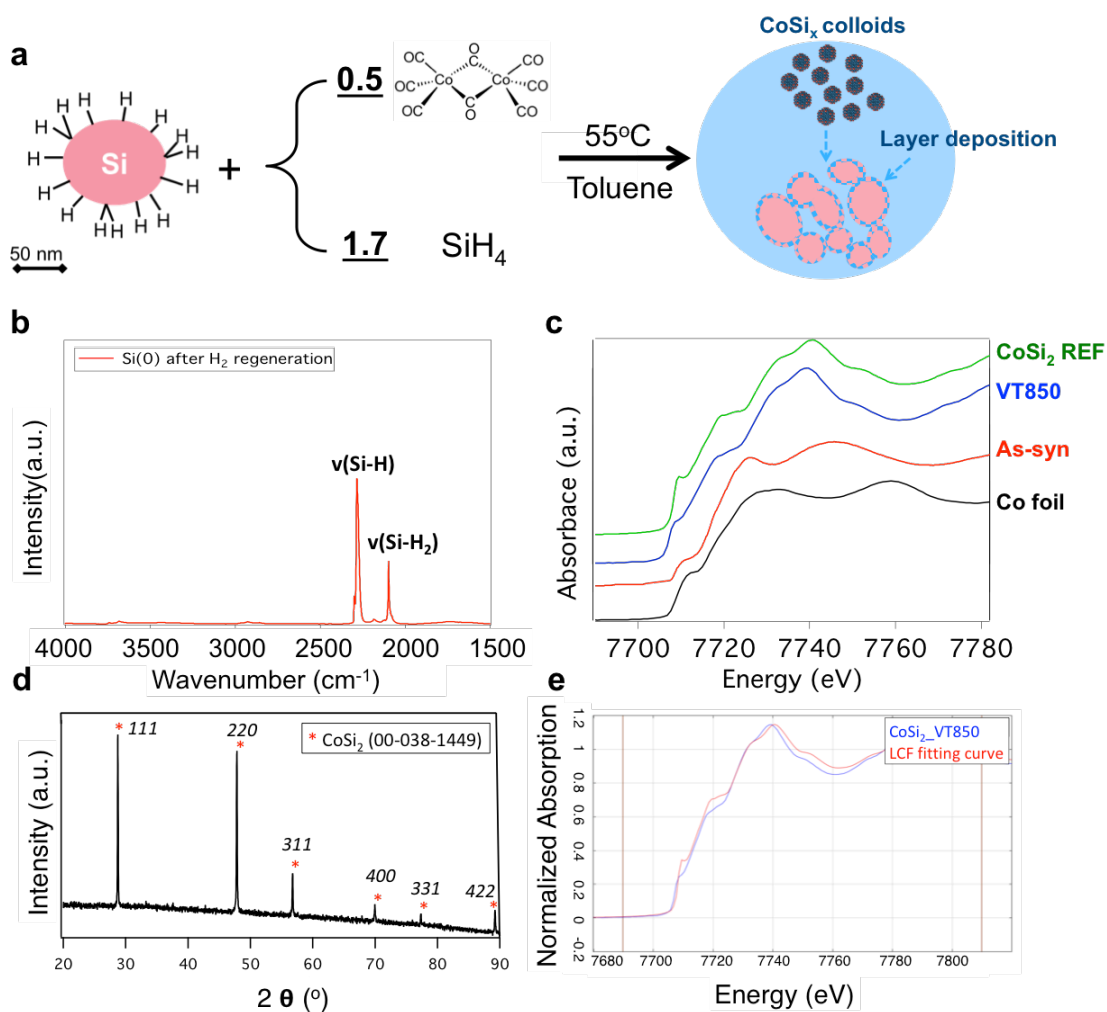 a
H H H H H H H H H H H H H H H
Si
50 nm
+
0.5
OC CO
OC Co O O Co CO
OC CO
1.7 SiH₄
55°C
Toluene
CoSiₓ colloids
Layer deposition
b
Si(0) after H₂ regeneration
ν(Si-H)
ν(Si-H₂)
Intensity(a.u.)
4000 3500 3000 2500 2000 1500
Wavenumber (cm⁻¹)
c
CoSi₂ REF
VT850
As-syn
Co foil
Absorbace (a.u.)
7700 7720 7740 7760 7780
Energy (eV)
d
* 111
220
*
* CoSi₂ (00-038-1449)
311
*
400
*
331
*
422
*
Intensity (a.u.)
20 30 40 50 60 70 80 90
2 θ (°)
e
CoSi₂_VT850
LCF fitting curve
Normalized Absorption
1.2
1
0.8
0.6
0.4
0.2
0
-0.2
7680 7700 7720 7740 7760 7780 7800
Energy (eV)